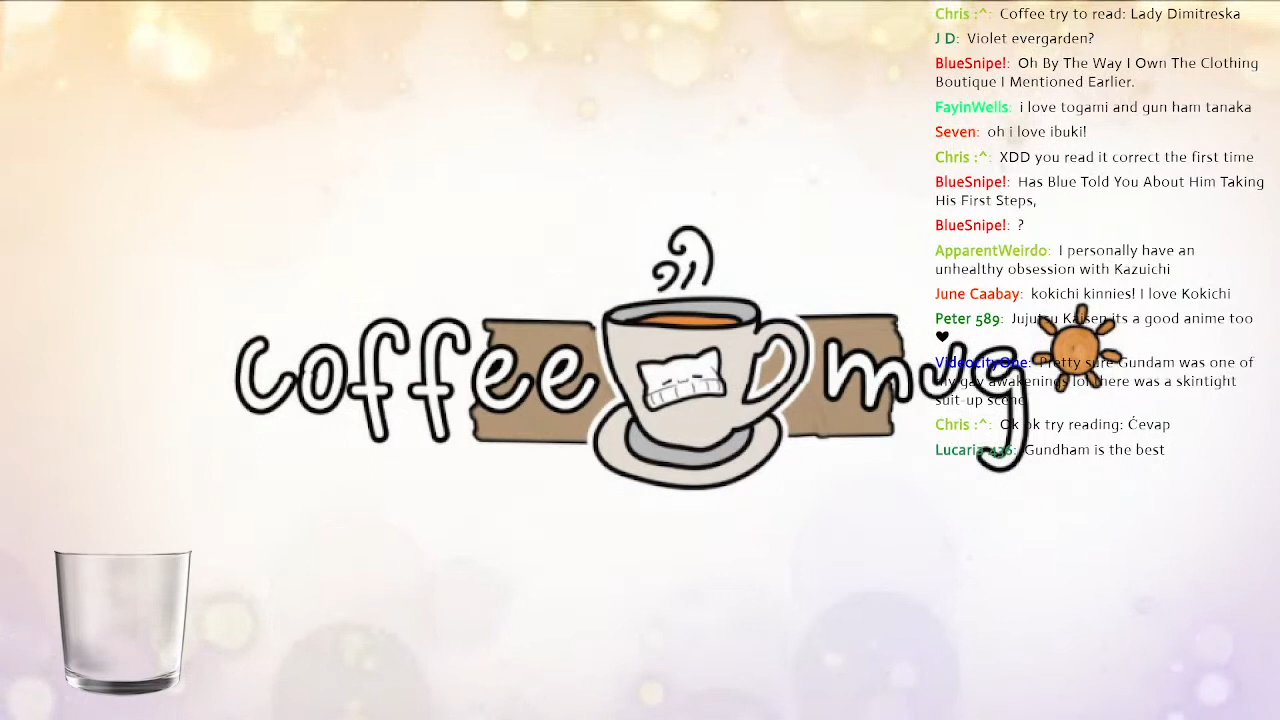 coffee mug
Chris :^: Coffee try to read: Lady Dimitreska
J D: Violet evergarden?
BlueSnipe!: Oh By The Way I Own The Clothing
Boutique I Mentioned Earlier.
FayinWells: i love togami and gun ham tanaka
Seven: oh i love ibuki!
Chris :^: XDD you read it correct the first time
BlueSnipe!: Has Blue Told You About Him Taking
His First Steps,
BlueSnipe!: ?
ApparentWeirdo: I personally have an
unhealthy obsession with Kazuichi
June Caabay: kokichi kinnies! I love Kokichi
Peter 589: Jujutsu Kaisen its a good anime too
♥
VideocityOne: Pretty sure Gundam was one of
my gay awakenings lol there was a skintight
suit-up scene
Chris :^: Ok ok try reading: Ćevap
Lucaria 436: Gundham is the best